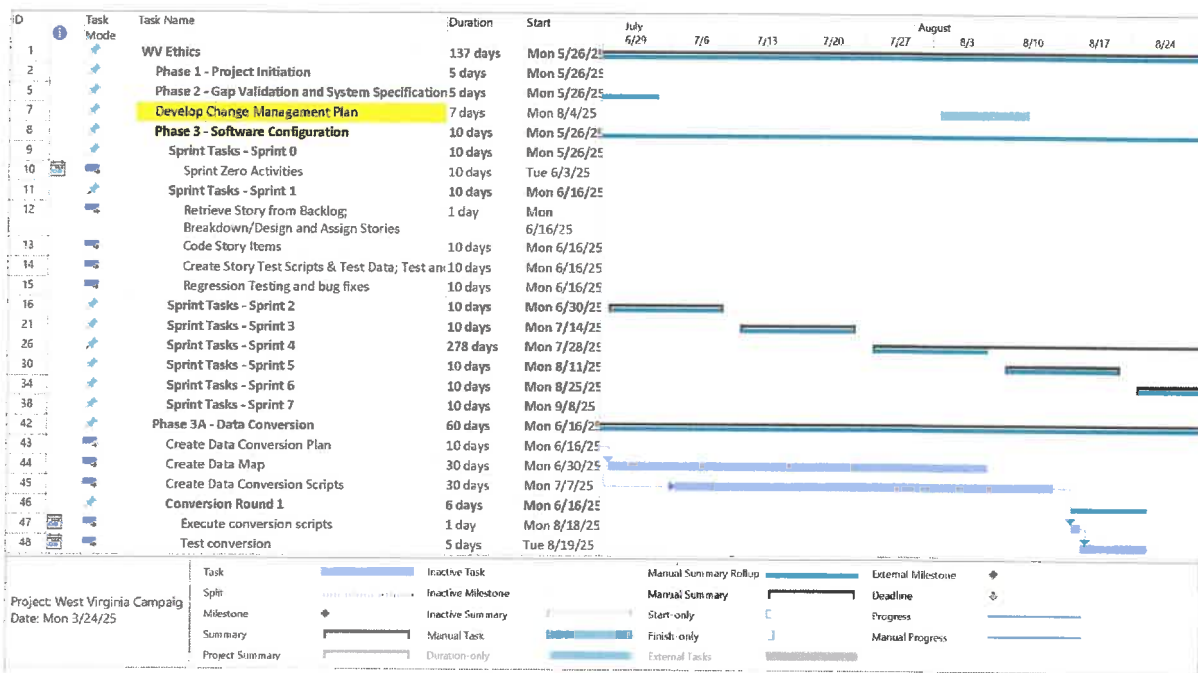 ID Task Mode Task Name Duration Start July August
6/29 7/6 7/13 7/20 7/27 8/3 8/10 8/17 8/24
1 WV Ethics 137 days Mon 5/26/25
2 Phase 1 - Project Initiation 5 days Mon 5/26/25
5 Phase 2 - Gap Validation and System Specification 5 days Mon 5/26/25
7 Develop Change Management Plan 7 days Mon 8/4/25
8 Phase 3 - Software Configuration 10 days Mon 5/26/25
9 Sprint Tasks - Sprint 0 10 days Mon 5/26/25
10 Sprint Zero Activities 10 days Tue 6/3/25
11 Sprint Tasks - Sprint 1 10 days Mon 6/16/25
12 Retrieve Story from Backlog; 1 day Mon
Breakdown/Design and Assign Stories 6/16/25
13 Code Story Items 10 days Mon 6/16/25
14 Create Story Test Scripts & Test Data; Test and 10 days Mon 6/16/25
15 Regression Testing and bug fixes 10 days Mon 6/16/25
16 Sprint Tasks - Sprint 2 10 days Mon 6/30/25
21 Sprint Tasks - Sprint 3 10 days Mon 7/14/25
26 Sprint Tasks - Sprint 4 278 days Mon 7/28/25
30 Sprint Tasks - Sprint 5 10 days Mon 8/11/25
34 Sprint Tasks - Sprint 6 10 days Mon 8/25/25
38 Sprint Tasks - Sprint 7 10 days Mon 9/8/25
42 Phase 3A - Data Conversion 60 days Mon 6/16/25
43 Create Data Conversion Plan 10 days Mon 6/16/25
44 Create Data Map 30 days Mon 6/30/25
45 Create Data Conversion Scripts 30 days Mon 7/7/25
46 Conversion Round 1 6 days Mon 6/16/25
47 Execute conversion scripts 1 day Mon 8/18/25
48 Test conversion 5 days Tue 8/19/25
Project: West Virginia Campaig
Date: Mon 3/24/25
Task Inactive Task Manual Summary Rollup External Milestone
Split Inactive Milestone Manual Summary Deadline
Milestone Inactive Summary Start-only Progress
Summary Manual Task Finish-only Manual Progress
Project Summary Duration-only External Tasks